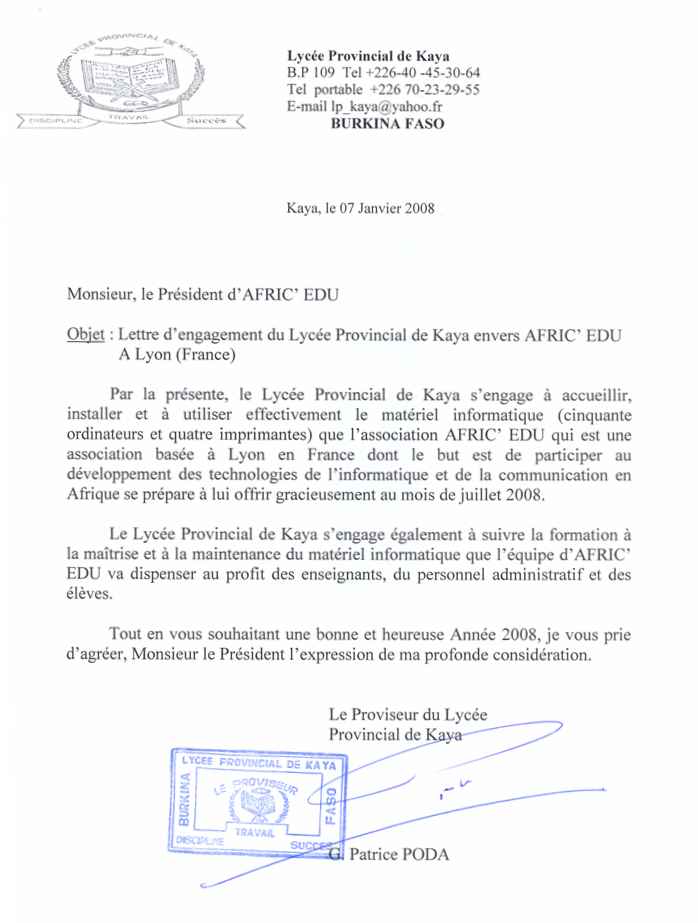 LYCEE PROVINCIAL DE KAYA
DISCIPLINE
TRAVAIL
Succès
Lycée Provincial de Kaya
B.P 109 Tel +226-40 -45-30-64
Tel portable +226 70-23-29-55
E-mail lp_kaya@yahoo.fr
BURKINA FASO
Kaya, le 07 Janvier 2008
Monsieur, le Président d’AFRIC’ EDU
Objet : Lettre d’engagement du Lycée Provincial de Kaya envers AFRIC’ EDU
A Lyon (France)
Par la présente, le Lycée Provincial de Kaya s’engage à accueillir,
installer et à utiliser effectivement le matériel informatique (cinquante
ordinateurs et quatre imprimantes) que l’association AFRIC’ EDU qui est une
association basée à Lyon en France dont le but est de participer au
développement des technologies de l’informatique et de la communication en
Afrique se prépare à lui offrir gracieusement au mois de juillet 2008.
Le Lycée Provincial de Kaya s’engage également à suivre la formation à
la maîtrise et à la maintenance du matériel informatique que l’équipe d’AFRIC’
EDU va dispenser au profit des enseignants, du personnel administratif et des
élèves.
Tout en vous souhaitant une bonne et heureuse Année 2008, je vous prie
d’agréer, Monsieur le Président l’expression de ma profonde considération.
Le Proviseur du Lycée
Provincial de Kaya
LYCEE PROVINCIAL DE KAYA
BURKINA
FASO
LE PROVISEUR
TRAVAIL
DISCIPLINE
SUCCES
G. Patrice PODA